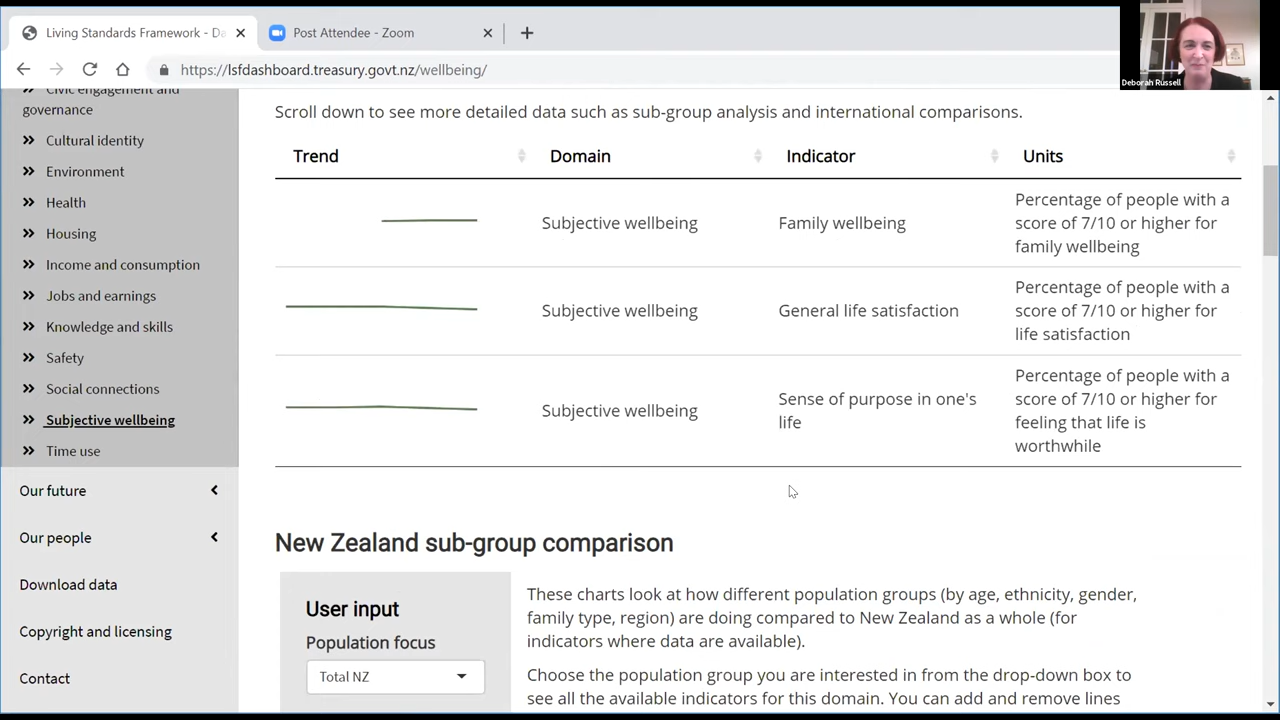 Living Standards Framework - Da
Post Attendee - Zoom
https://lsfdashboard.treasury.govt.nz/wellbeing/
Deborah Russell
Civic engagement and
governance
Cultural identity
Environment
Health
Housing
Income and consumption
Jobs and earnings
Knowledge and skills
Safety
Social connections
Subjective wellbeing
Time use
Our future
Our people
Download data
Copyright and licensing
Contact
Scroll down to see more detailed data such as sub-group analysis and international comparisons.
Trend Domain Indicator Units
Subjective wellbeing
Family wellbeing
Percentage of people with a
score of 7/10 or higher for
family wellbeing
Subjective wellbeing
General life satisfaction
Percentage of people with a
score of 7/10 or higher for
life satisfaction
Subjective wellbeing
Sense of purpose in one's
life
Percentage of people with a
score of 7/10 or higher for
feeling that life is
worthwhile
New Zealand sub-group comparison
User input
Population focus
Total NZ
These charts look at how different population groups (by age, ethnicity, gender,
family type, region) are doing compared to New Zealand as a whole (for
indicators where data are available).
Choose the population group you are interested in from the drop-down box to
see all the available indicators for this domain. You can add and remove lines